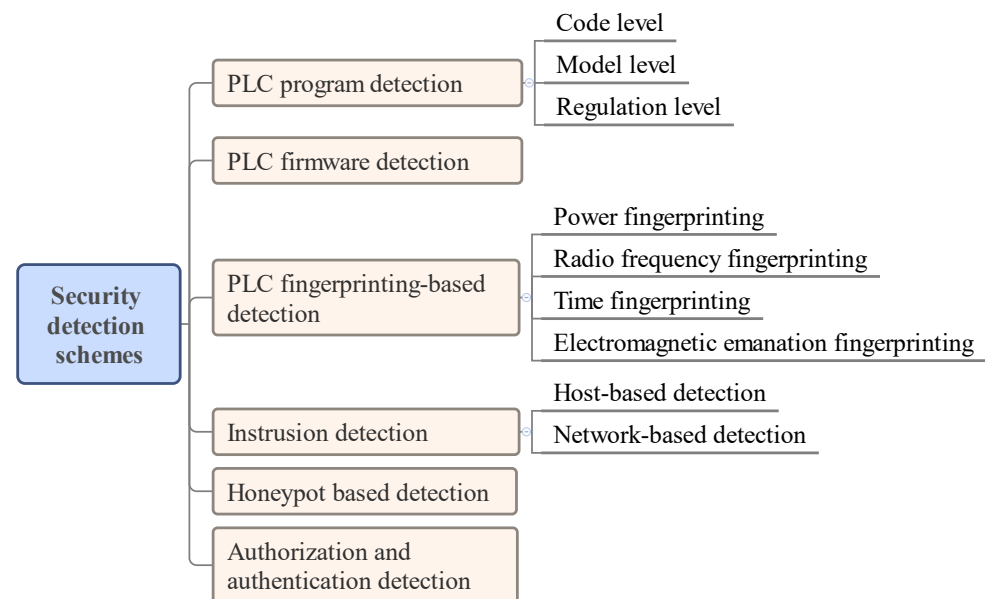 Security
detection
schemes
PLC program detection
Code level
Model level
Regulation level
PLC firmware detection
PLC fingerprinting-based
detection
Power fingerprinting
Radio frequency fingerprinting
Time fingerprinting
Electromagnetic emanation fingerprinting
Instrusion detection
Host-based detection
Network-based detection
Honeypot based detection
Authorization and
authentication detection